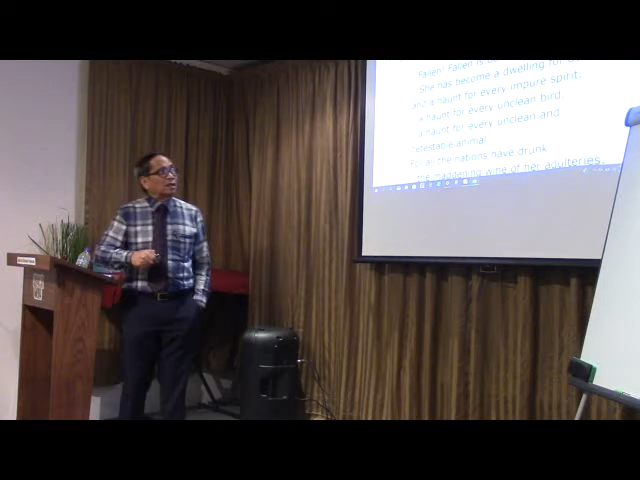 "Fallen! Fallen is
She has become a dwelling for
and a haunt for every impure spirit,
a haunt for every unclean bird,
a haunt for every unclean and
detestable animal.
For all the nations have drunk
the maddening wine of her adulteries.